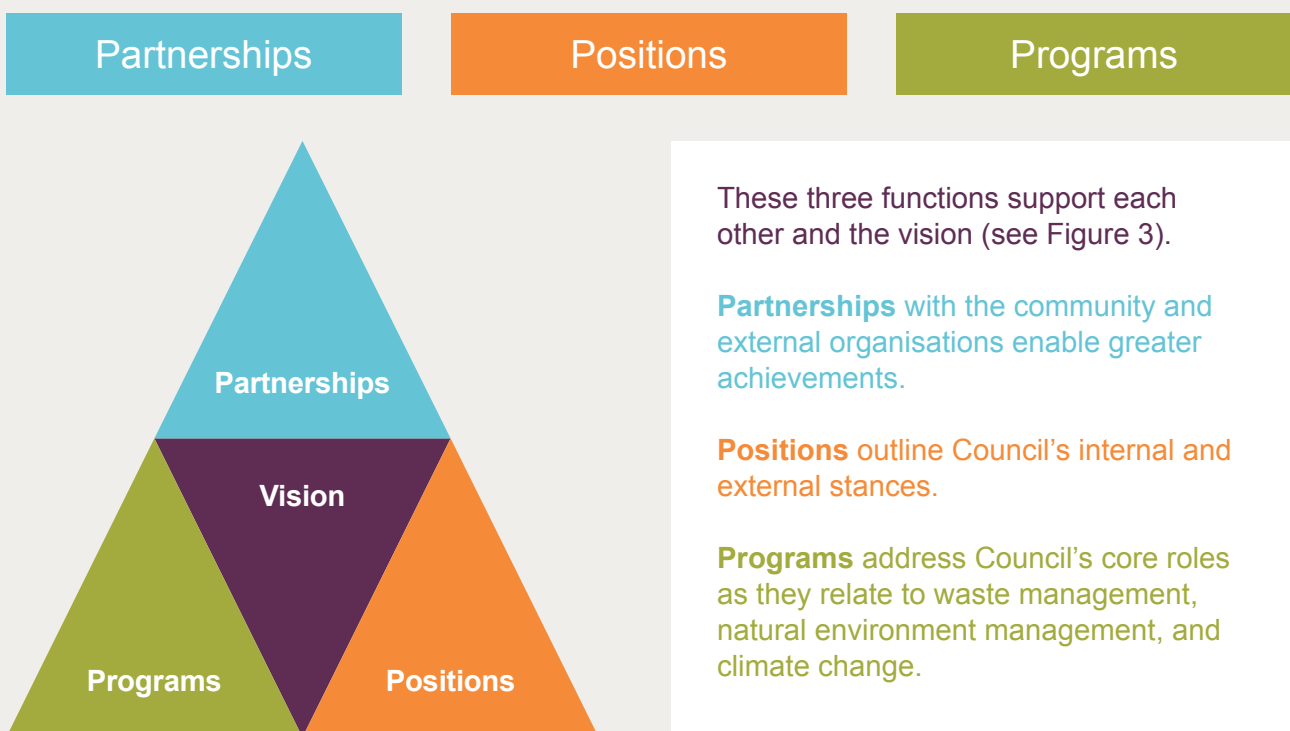 Partnerships
Positions
Programs
Partnerships
Vision
Programs
Positions
These three functions support each
other and the vision (see Figure 3).
Partnerships with the community and
external organisations enable greater
achievements.
Positions outline Council’s internal and
external stances.
Programs address Council’s core roles
as they relate to waste management,
natural environment management, and
climate change.